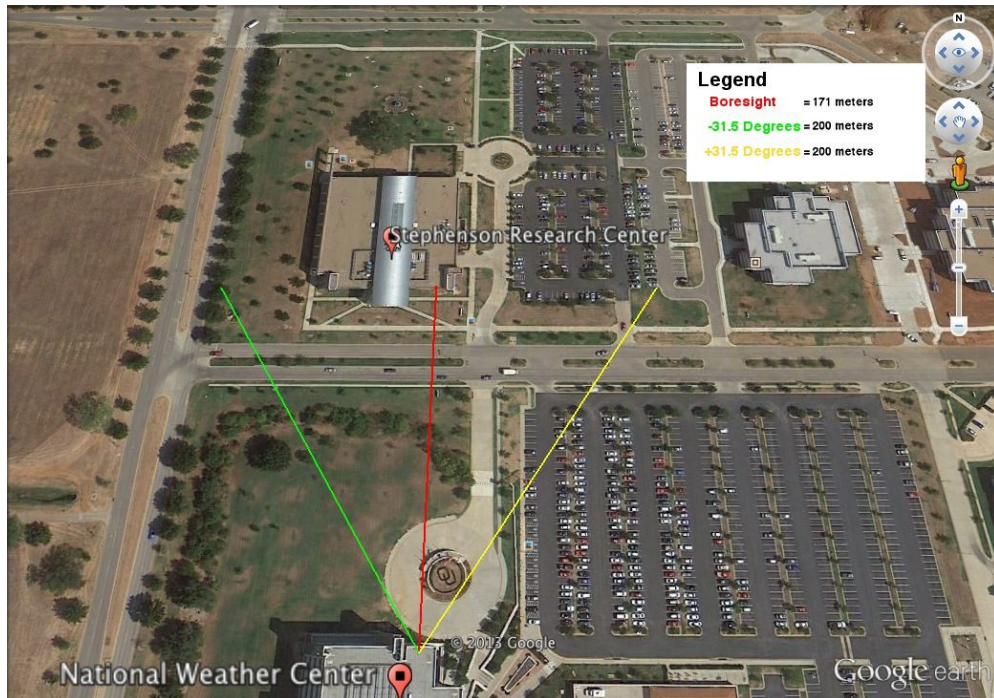 N
Legend
Boresight = 171 meters
-31.5 Degrees = 200 meters
+31.5 Degrees = 200 meters
Stephenson Research Center
© 2013 Google
National Weather Center
Google earth